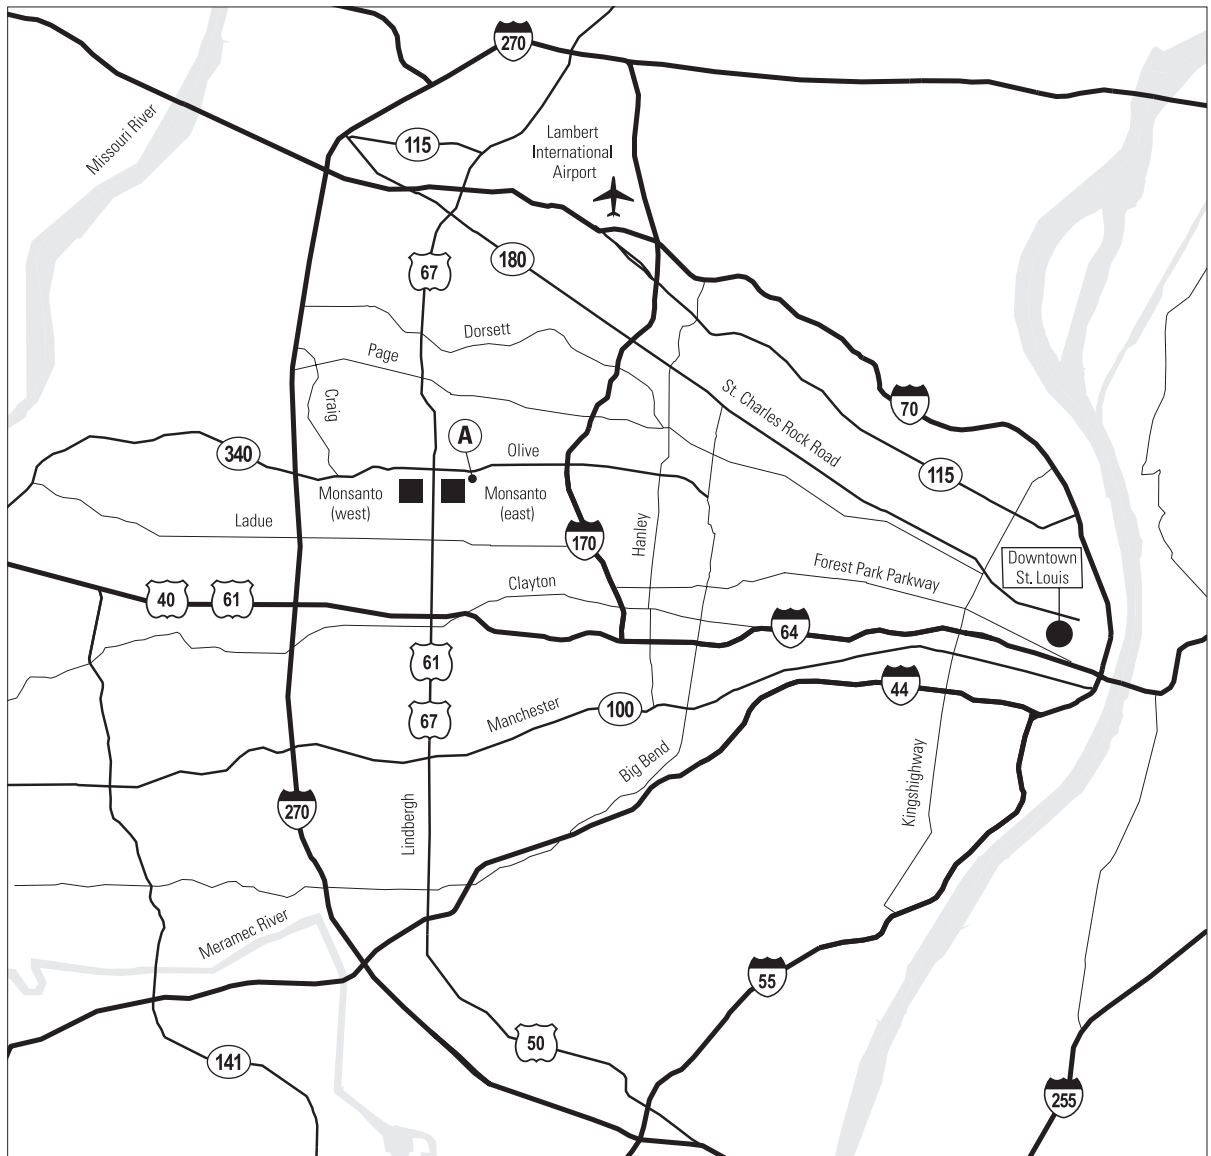 270
Missouri River
115
Lambert
International
Airport
67
180
Dorsett
Page
Craig
St. Charles Rock Road
70
340
A
Olive
115
Monsanto
(west)
Monsanto
(east)
Ladue
Hanley
170
Downtown
St. Louis
Clayton
Forest Park Parkway
40
61
64
61
67
44
Manchester
100
Big Bend
Kingshighway
270
Lindbergh
Meramec River
55
50
141
255